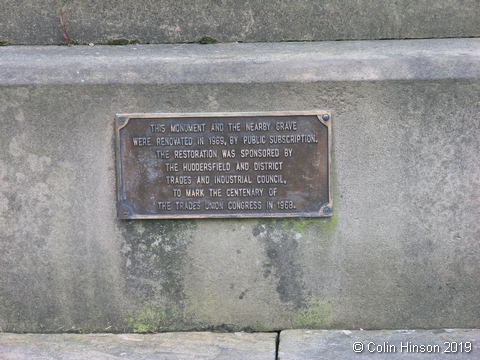 THIS MONUMENT AND THE NEARBY GRAVE
WERE RENOVATED IN 1969, BY PUBLIC SUBSCRIPTION.
THE RESTORATION WAS SPONSORED BY
THE HUDDERSFIELD AND DISTRICT
TRADES AND INDUSTRIAL COUNCIL,
TO MARK THE CENTENARY OF
THE TRADES UNION CONGRESS IN 1968.
© Colin Hinson 2019